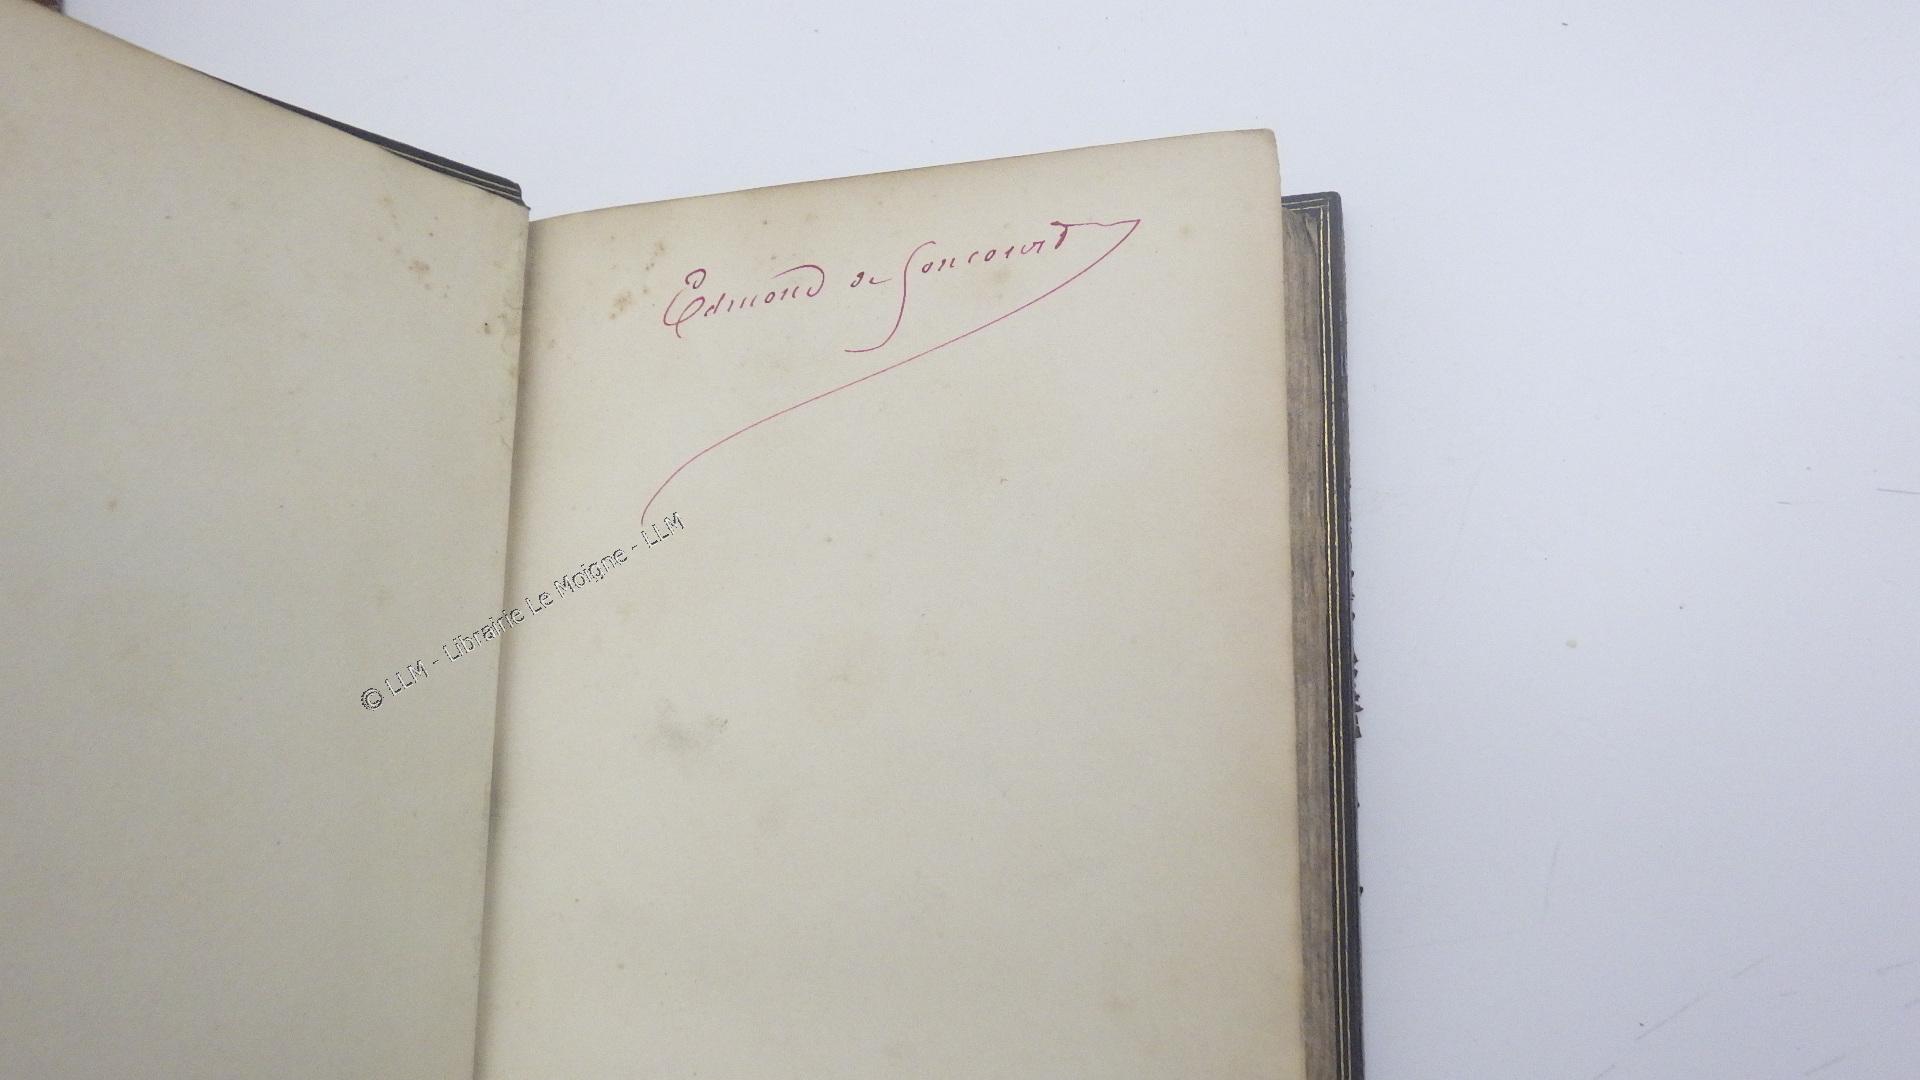 Edmond de Goncourt
© LLM - Librairie Le Moigne - LLM